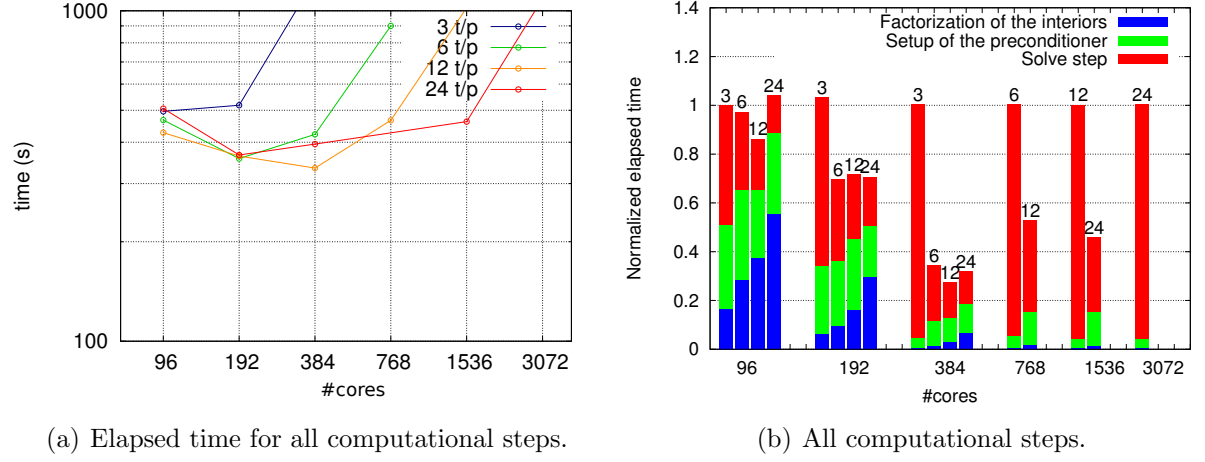 1000
100
time (s)
3 t/p
6 t/p
12 t/p
24 t/p
96 192 384 768 1536 3072
#cores
(a) Elapsed time for all computational steps.
1.4
1.2
1
0.8
0.6
0.4
0.2
0
Normalized elapsed time
Factorization of the interiors
Setup of the preconditioner
Solve step
3 6 12 24
3 6 12 24
3 6 12 24
6 12
12 24
24
96 192 384 768 1536 3072
#cores
(b) All computational steps.